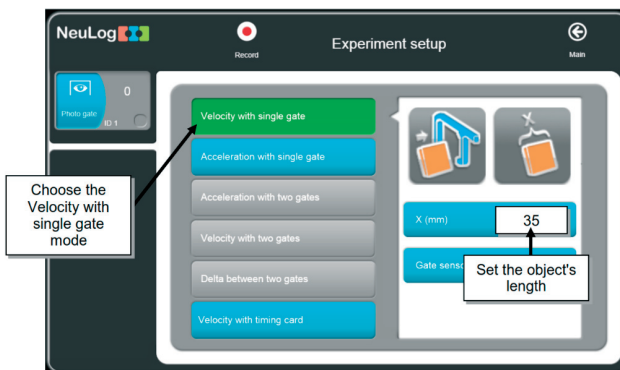 NeuLog
Record
Experiment setup
Main
0
Photo gate
ID 1
Velocity with single gate
Acceleration with single gate
Acceleration with two gates
Velocity with two gates
Delta between two gates
Velocity with timing card
X
X (mm)
35
Gate
Choose the
Velocity with
single gate
mode
Set the object's
length